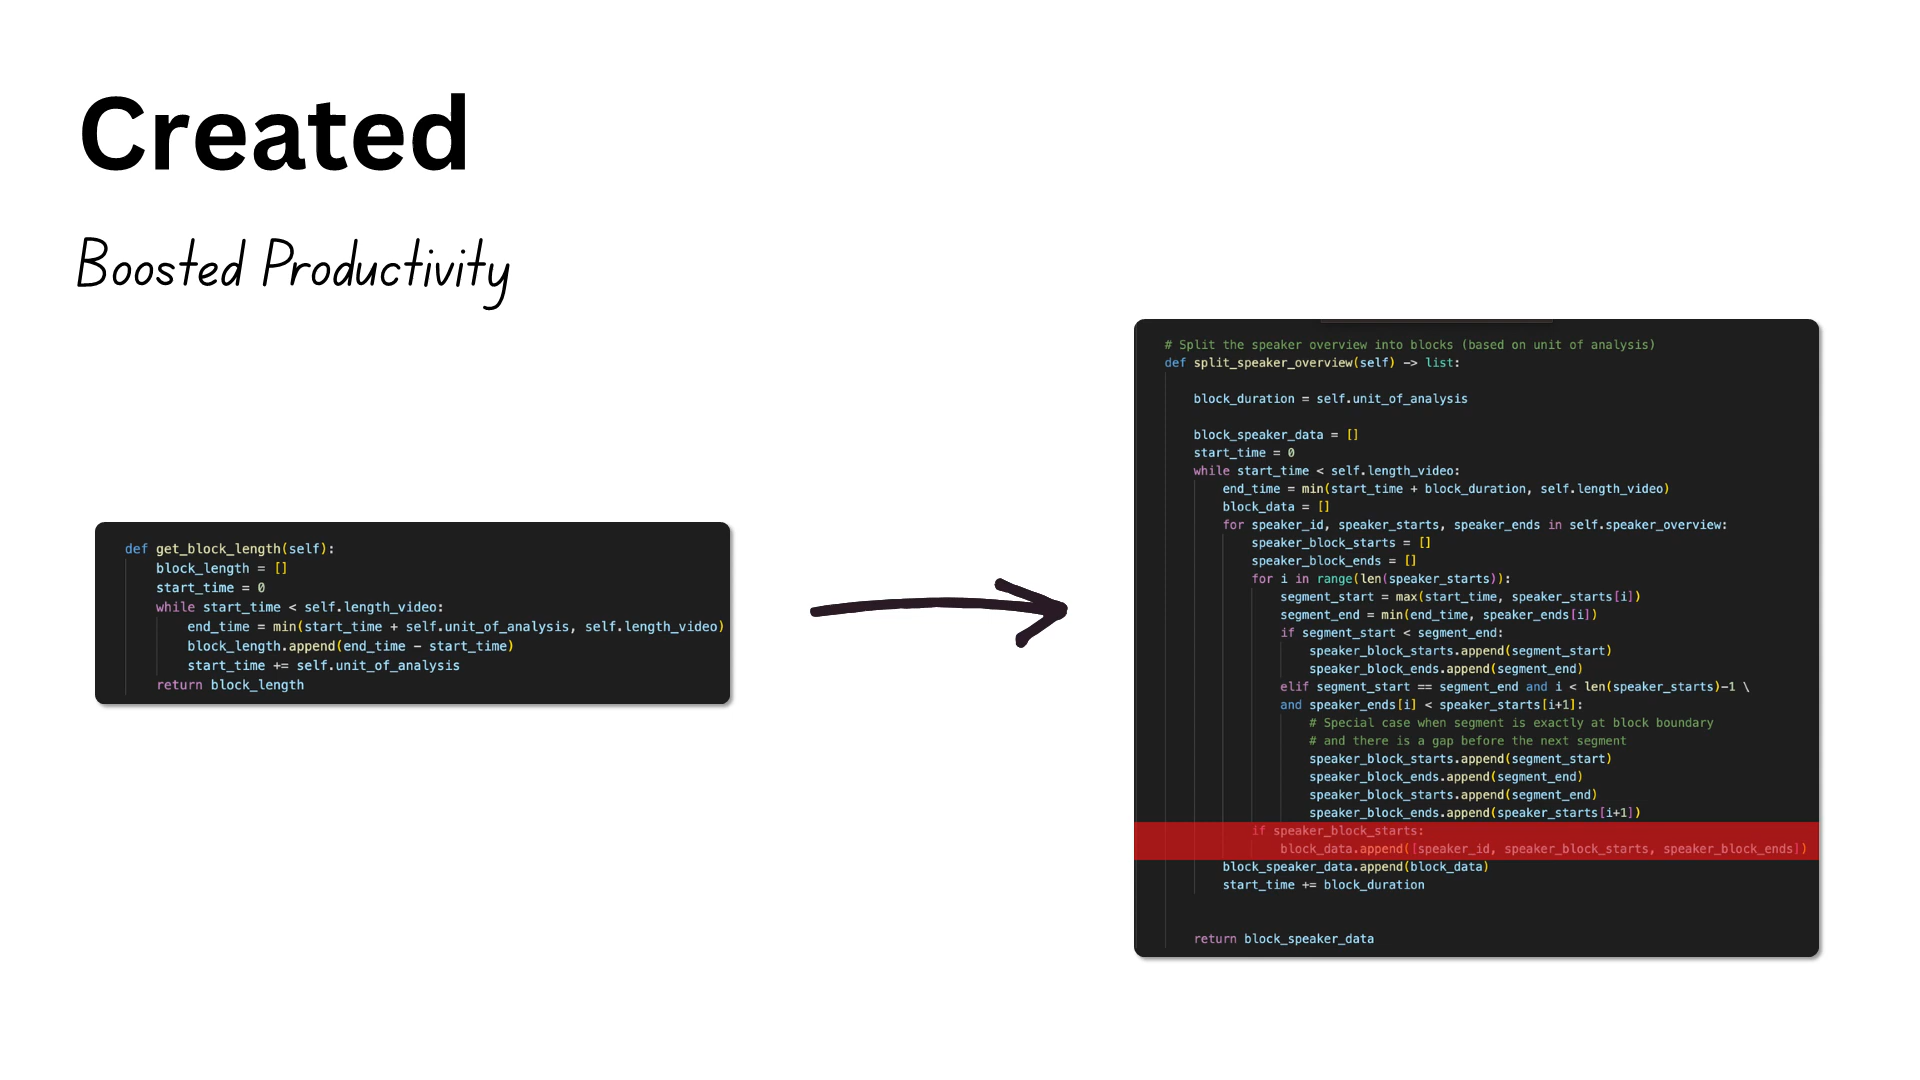 Created
Boosted Productivity
def get_block_length(self):
block_length = []
start_time = 0
while start_time < self.length_video:
end_time = min(start_time + self.unit_of_analysis, self.length_video)
block_length.append(end_time - start_time)
start_time += self.unit_of_analysis
return block_length
# Split the speaker overview into blocks (based on unit of analysis)
def split_speaker_overview(self) -> list:
block_duration = self.unit_of_analysis
block_speaker_data = []
start_time = 0
while start_time < self.length_video:
end_time = min(start_time + block_duration, self.length_video)
block_data = []
for speaker_id, speaker_starts, speaker_ends in self.speaker_overview:
speaker_block_starts = []
speaker_block_ends = []
for i in range(len(speaker_starts)):
segment_start = max(start_time, speaker_starts[i])
segment_end = min(end_time, speaker_ends[i])
if segment_start < segment_end:
speaker_block_starts.append(segment_start)
speaker_block_ends.append(segment_end)
elif segment_start == segment_end and i < len(speaker_starts)-1 \
and speaker_ends[i] < speaker_starts[i+1]:
# Special case when segment is exactly at block boundary
# and there is a gap before the next segment
speaker_block_starts.append(segment_start)
speaker_block_ends.append(segment_end)
speaker_block_starts.append(segment_end)
speaker_block_ends.append(speaker_starts[i+1])
if speaker_block_starts:
block_data.append([speaker_id, speaker_block_starts, speaker_block_ends])
block_speaker_data.append(block_data)
start_time += block_duration
return block_speaker_data